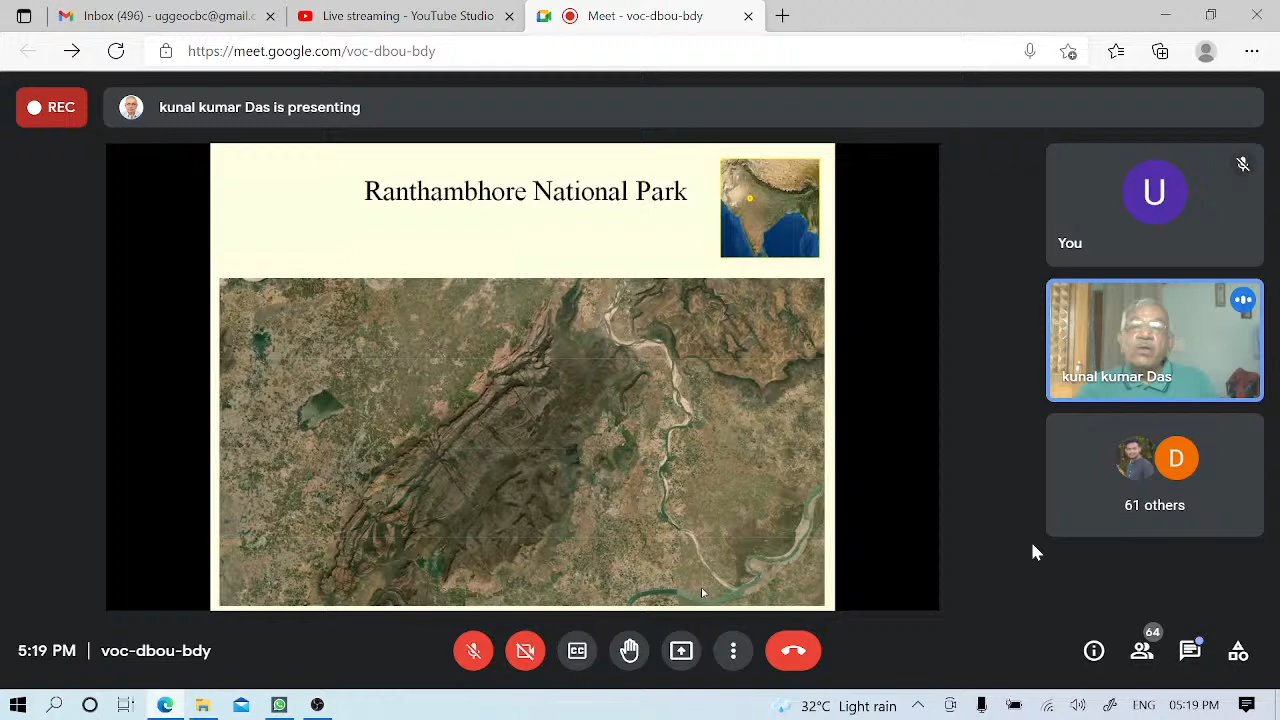 Inbox (496) - uggeocb@gmail.c
Live streaming - YouTube Studio
Meet - voc-dbou-bdy
https://meet.google.com/voc-dbou-bdy
REC
kunal kumar Das is presenting
Ranthambhore National Park
U
You
kunal kumar Das
D
61 others
5:19 PM | voc-dbou-bdy
CC
64
32°C Light rain
ENG
05:19 PM